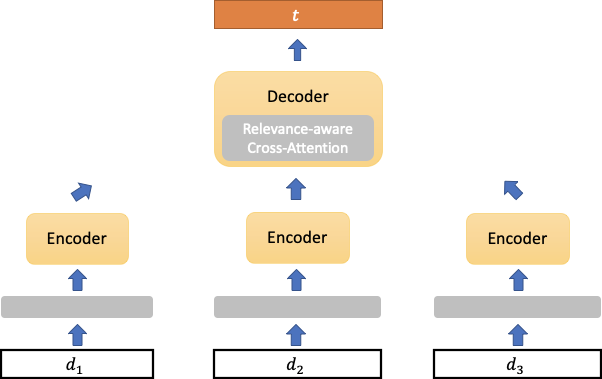 t
Decoder
Relevance-aware
Cross-Attention
Encoder Encoder Encoder
d₁ d₂ d₃